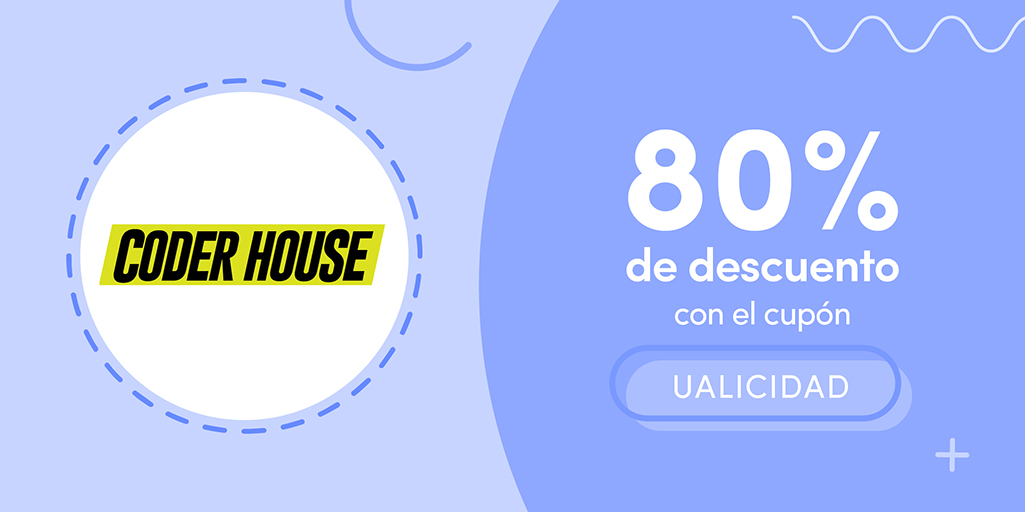 CODER HOUSE
80%
de descuento
con el cupón
UALICIDAD